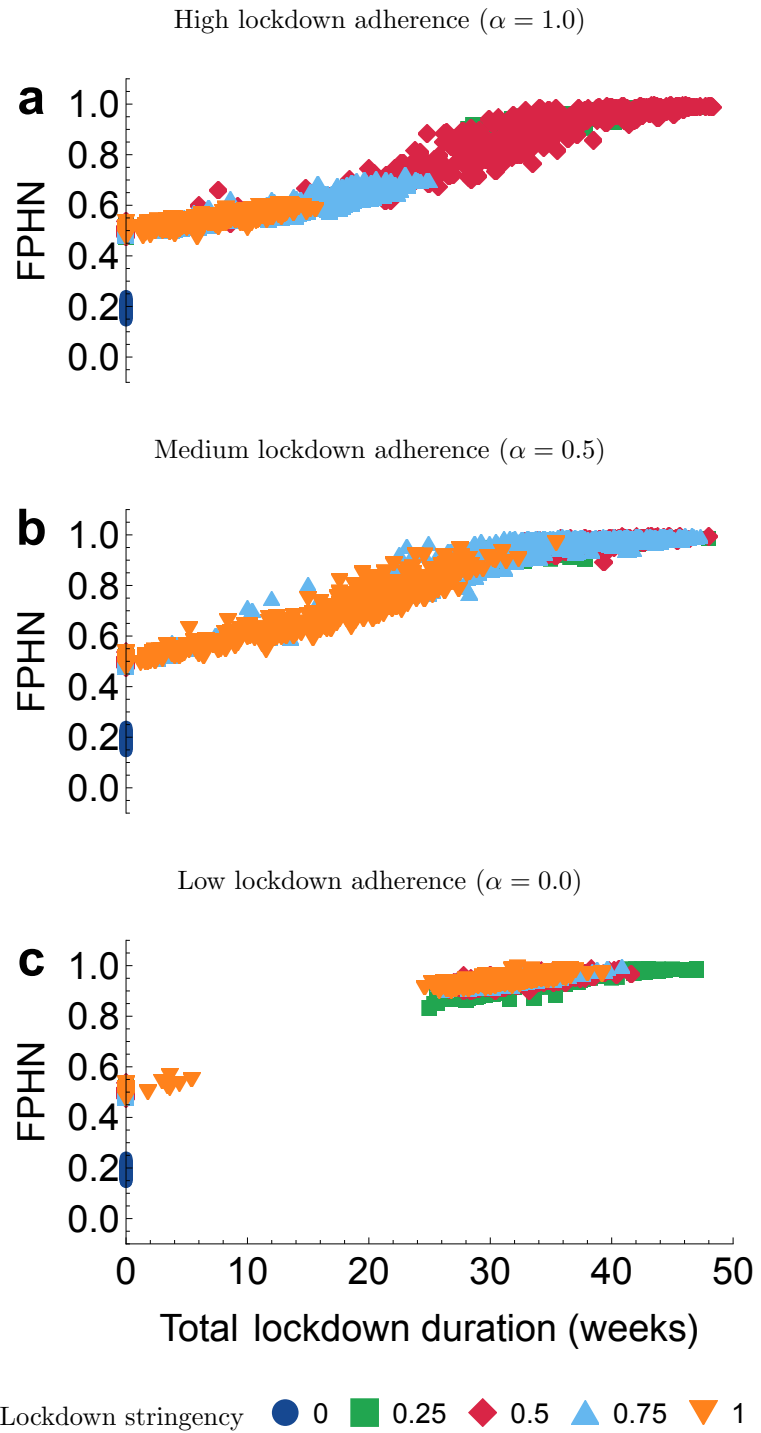 High lockdown adherence (α = 1.0)
a
1.0
0.8
0.6
0.4
0.2
0.0
FPHN
Medium lockdown adherence (α = 0.5)
b
1.0
0.8
0.6
0.4
0.2
0.0
FPHN
Low lockdown adherence (α = 0.0)
c
1.0
0.8
0.6
0.4
0.2
0.0
FPHN
0 10 20 30 40 50
Total lockdown duration (weeks)
Lockdown stringency 0 0.25 0.5 0.75 1